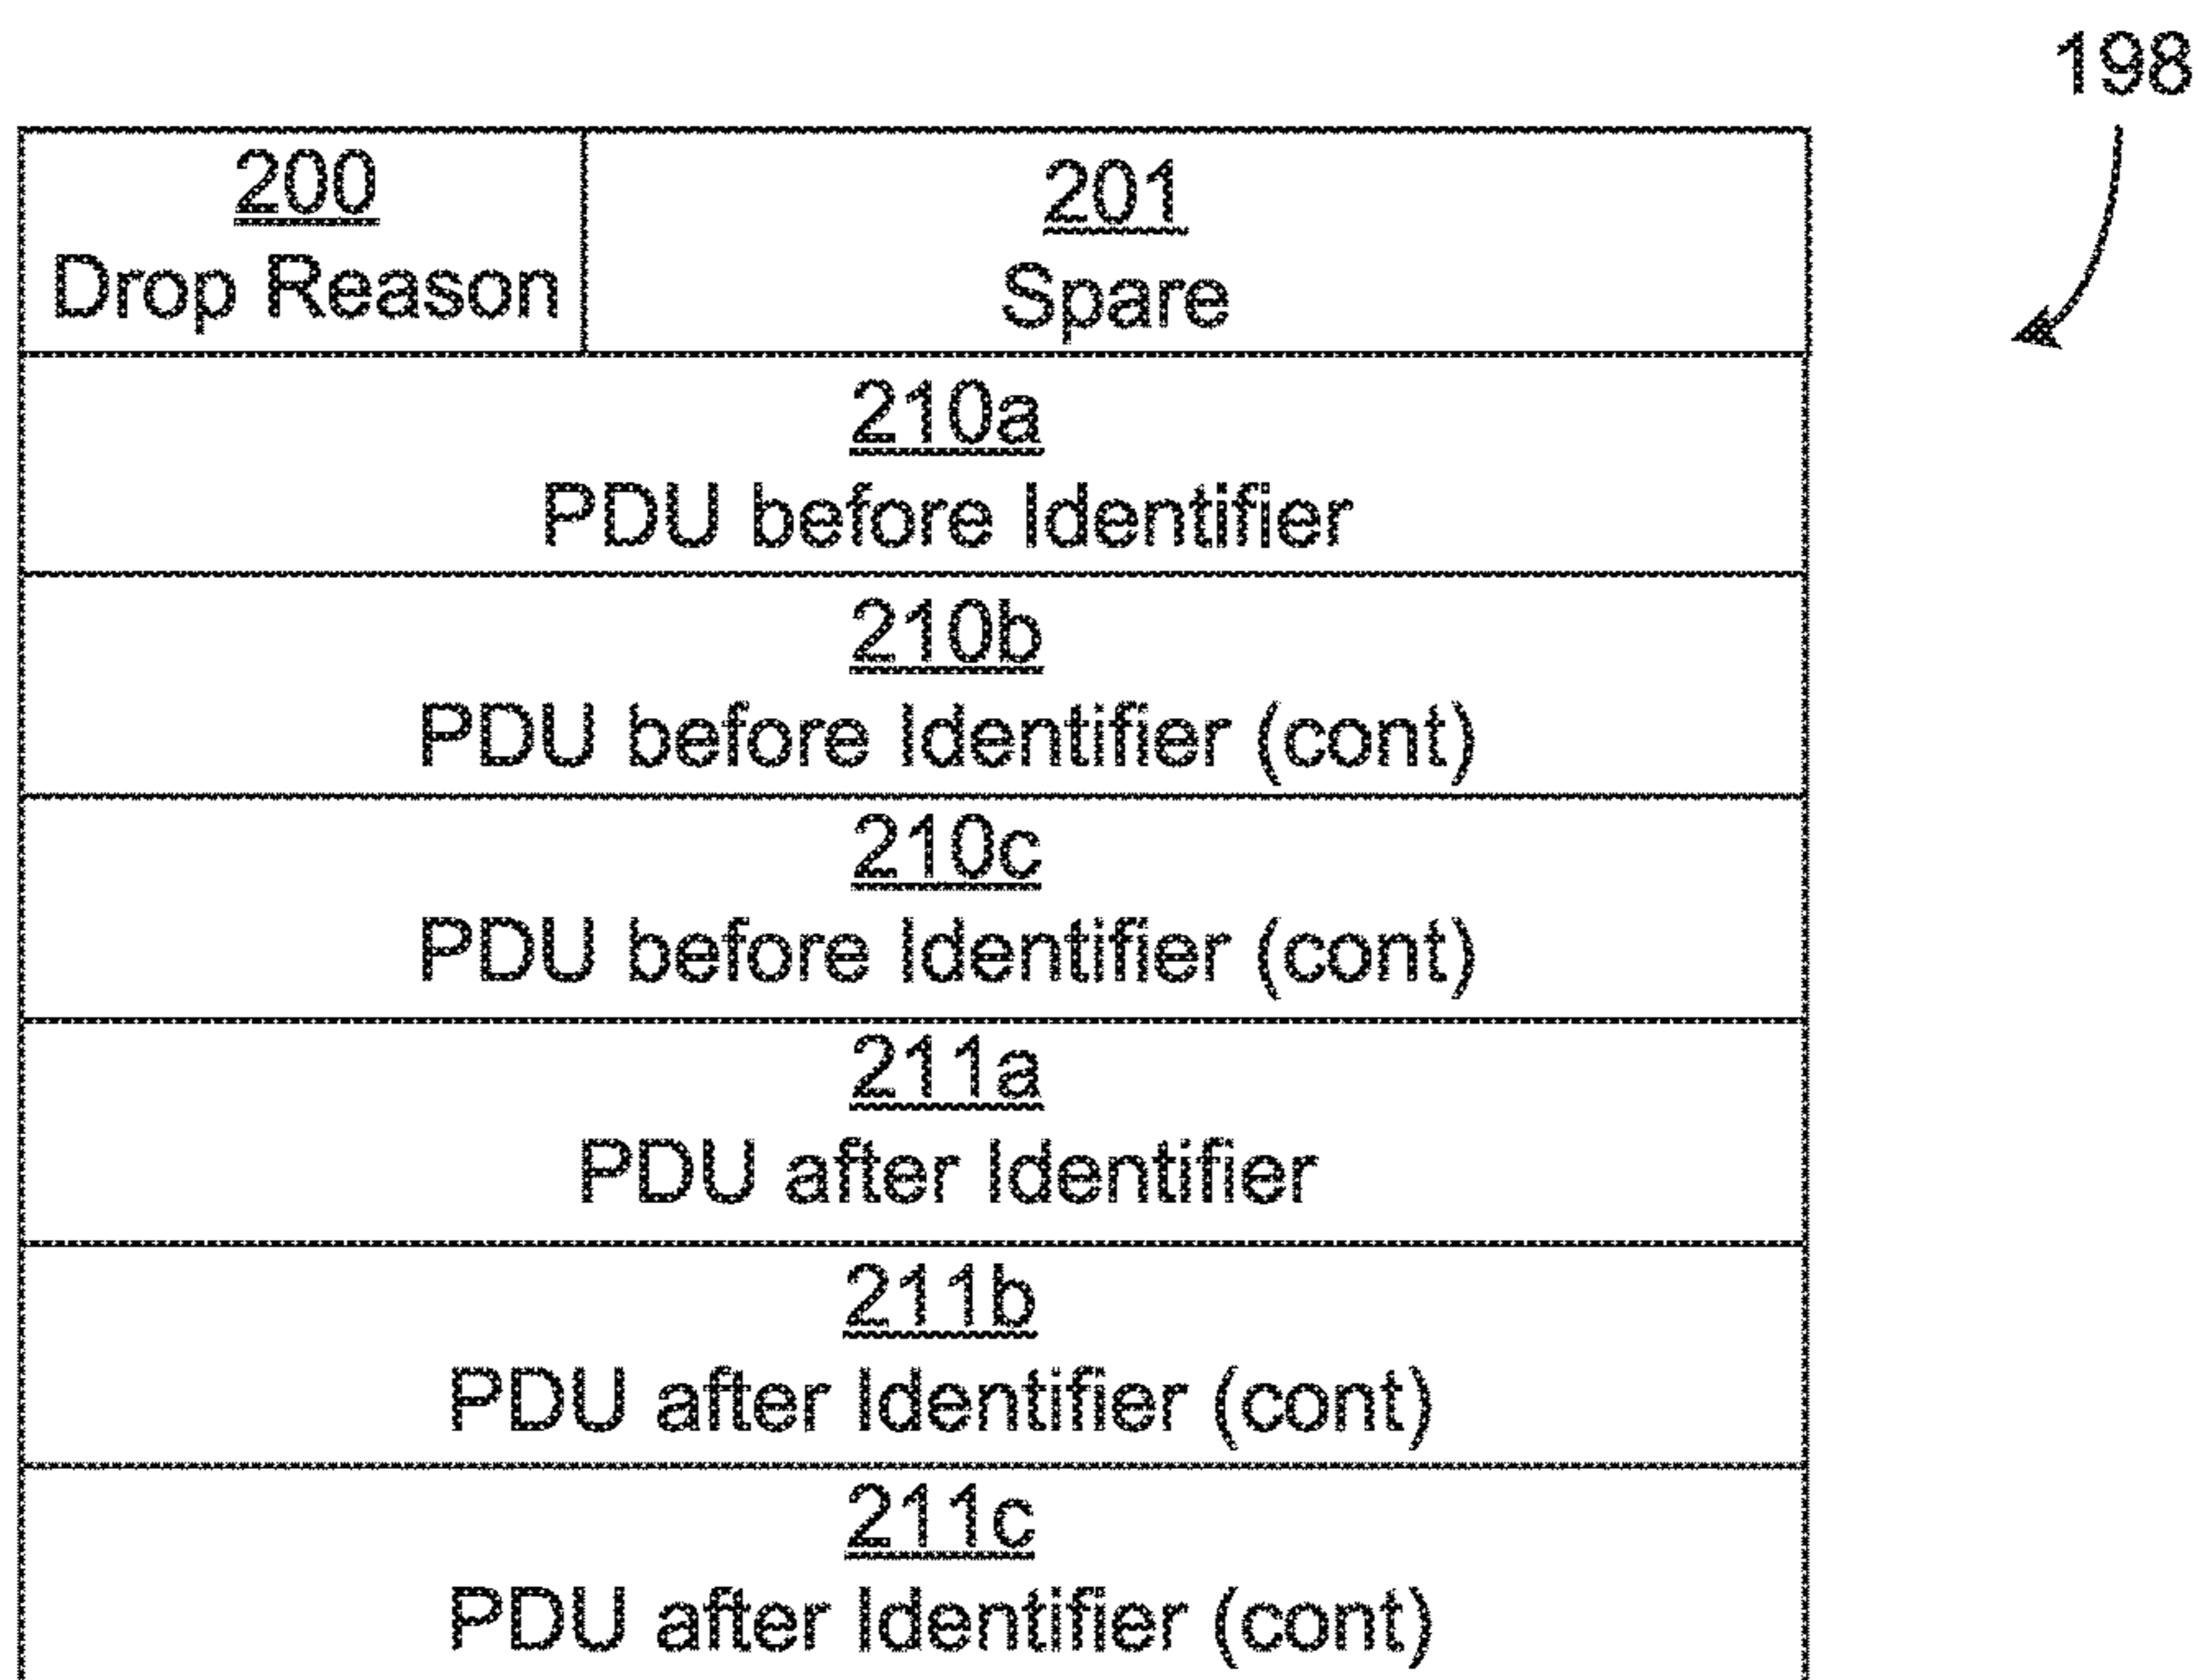 198
200
Drop Reason
201
Spare
210a
PDU before Identifier
210b
PDU before Identifier (cont)
210c
PDU before Identifier (cont)
211a
PDU after Identifier
211b
PDU after Identifier (cont)
211c
PDU after Identifier (cont)